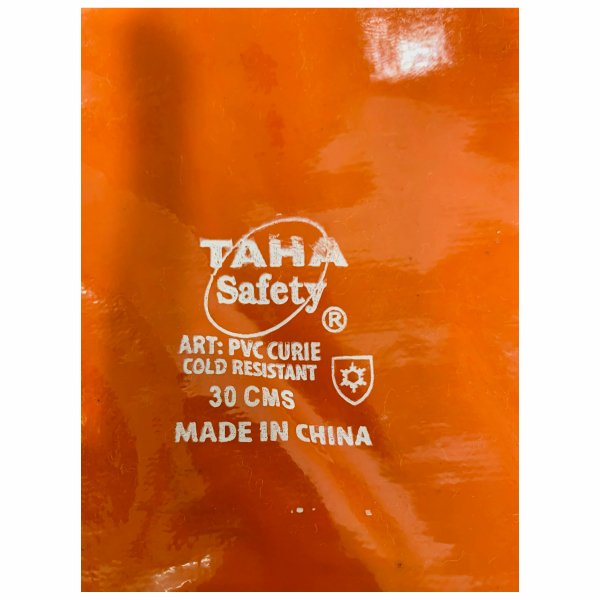 TAHA
Safety
®
ART: PVC CURIE
COLD RESISTANT
30 CMS
MADE IN CHINA